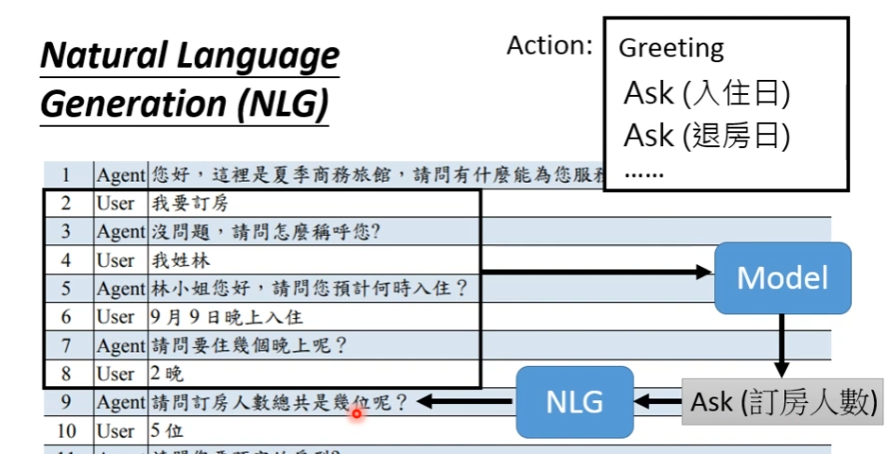 Natural Language
Generation (NLG)
Action:
Greeting
Ask (入住日)
Ask (退房日)
……
1 Agent 您好，這裡是夏季商務旅館，請問有什麼能為您服
2 User 我要訂房
3 Agent 沒問題，請問怎麼稱呼您?
4 User 我姓林
5 Agent 林小姐您好，請問您預計何時入住？
6 User 9月9日晚上入住
7 Agent 請問要住幾個晚上呢？
8 User 2晚
9 Agent 請問訂房人數總共是幾位呢？
10 User 5位
Model
NLG
Ask (訂房人數)